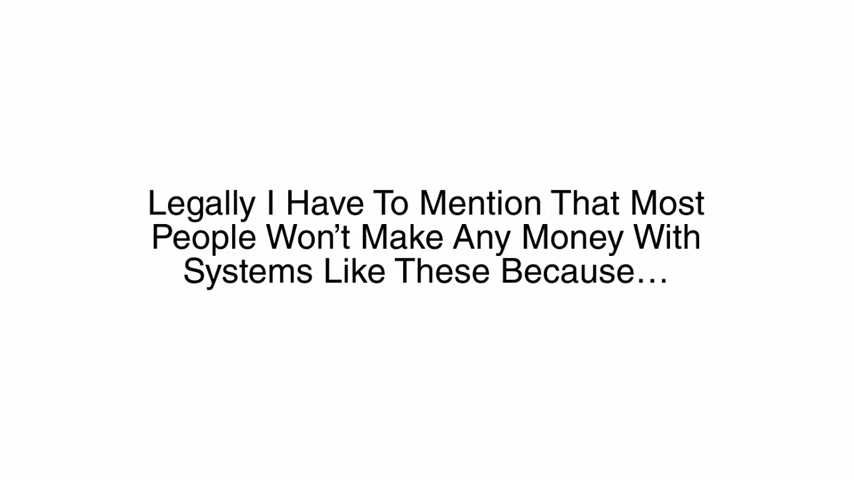 Legally I Have To Mention That Most
People Won’t Make Any Money With
Systems Like These Because…